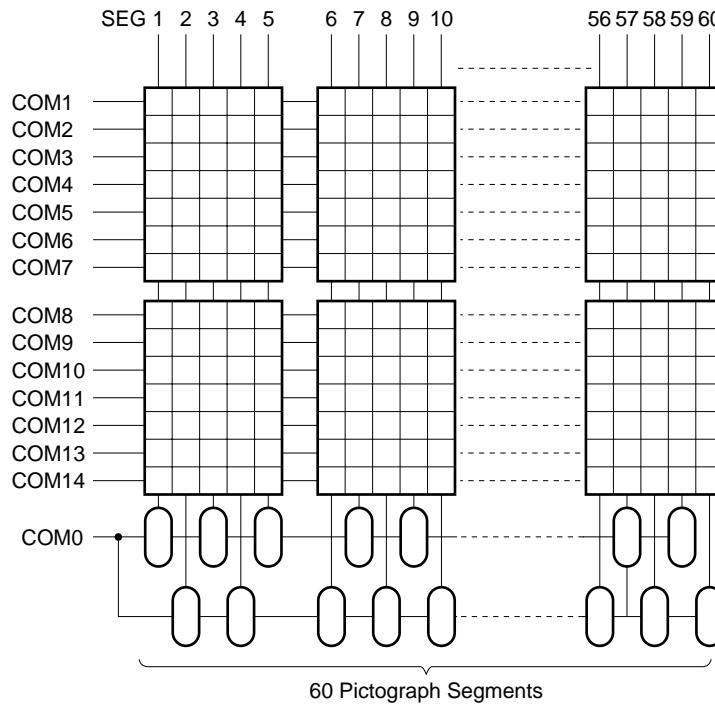 SEG 1 2 3 4 5 6 7 8 9 10 56 57 58 59 60
COM1
COM2
COM3
COM4
COM5
COM6
COM7
COM8
COM9
COM10
COM11
COM12
COM13
COM14
COM0
60 Pictograph Segments